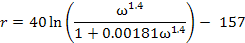 r = 40 ln ( ω^1.4 / (1 + 0.00181ω^1.4) ) − 157